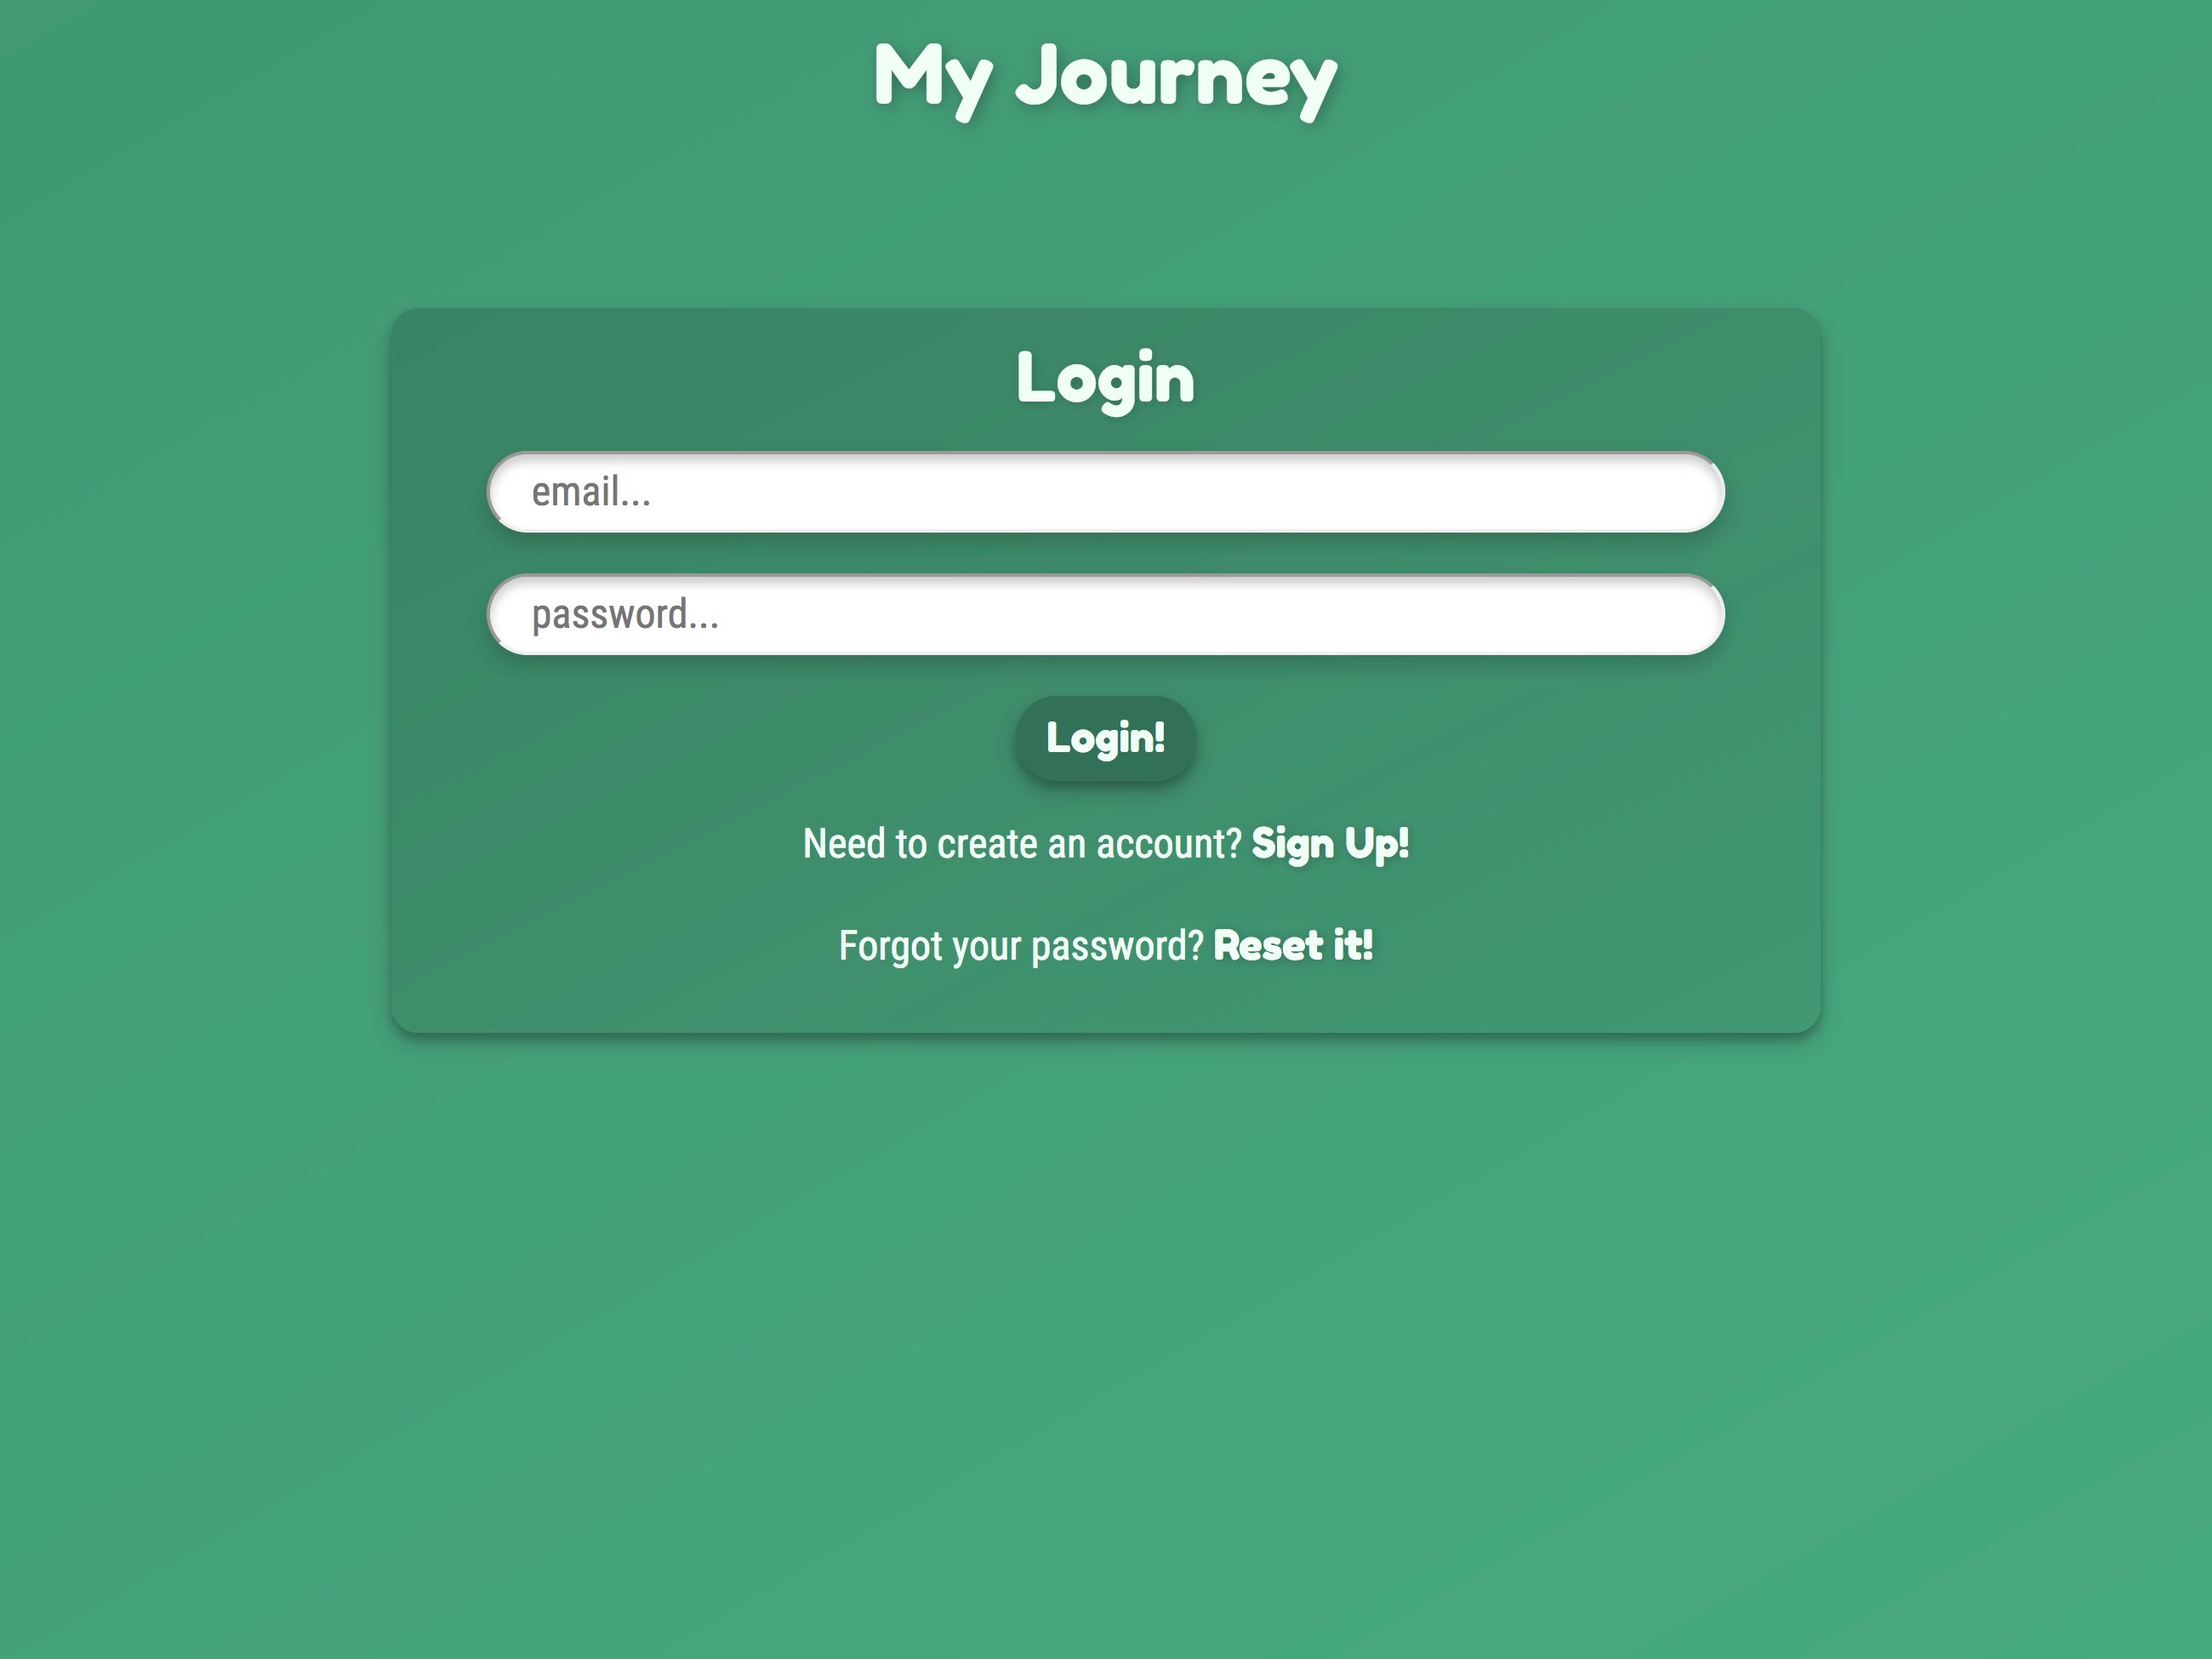 My Journey
Login
email...
password...
Login!
Need to create an account? Sign Up!
Forgot your password? Reset it!